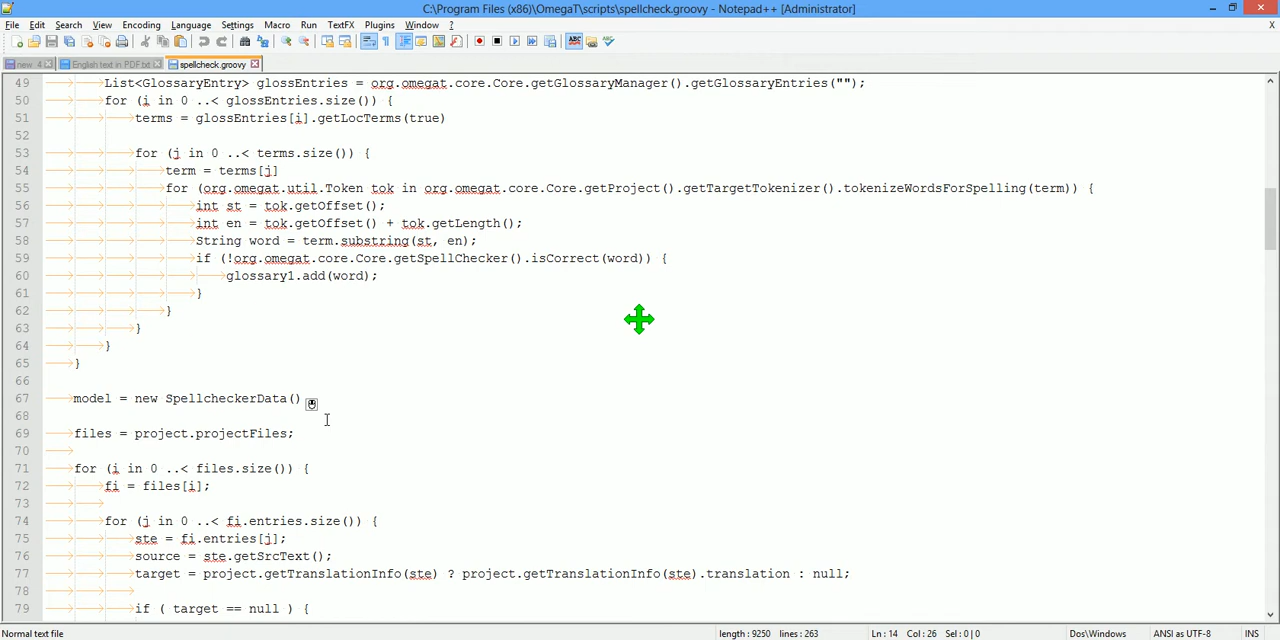 C:\Program Files (x86)\OmegaT\scripts\spellcheck.groovy - Notepad++ [Administrator]
File Edit Search View Encoding Language Settings Macro Run TextFX Plugins Window ?
X
new 4 English text in PDF.txt spellcheck.groovy
49 List<GlossaryEntry> glossEntries = org.omegat.core.Core.getGlossaryManager().getGlossaryEntries("");
50 for (i in 0 ..< glossEntries.size()) {
51 terms = glossEntries[i].getLocTerms(true)
52
53 for (j in 0 ..< terms.size()) {
54 term = terms[j]
55 for (org.omegat.util.Token tok in org.omegat.core.Core.getProject().getTargetTokenizer().tokenizeWordsForSpelling(term)) {
56 int st = tok.getOffset();
57 int en = tok.getOffset() + tok.getLength();
58 String word = term.substring(st, en);
59 if (!org.omegat.core.Core.getSpellChecker().isCorrect(word)) {
60 glossary1.add(word);
61 }
62 }
63 }
64 }
65 }
66
67 model = new SpellcheckerData()
68
69 files = project.projectFiles;
70
71 for (i in 0 ..< files.size()) {
72 fi = files[i];
73
74 for (j in 0 ..< fi.entries.size()) {
75 ste = fi.entries[j];
76 source = ste.getSrcText();
77 target = project.getTranslationInfo(ste) ? project.getTranslationInfo(ste).translation : null;
78
79 if ( target == null ) {
Normal text file length : 9250 lines : 263 Ln : 14 Col : 26 Sel : 0 | 0 Dos\Windows ANSI as UTF-8 INS